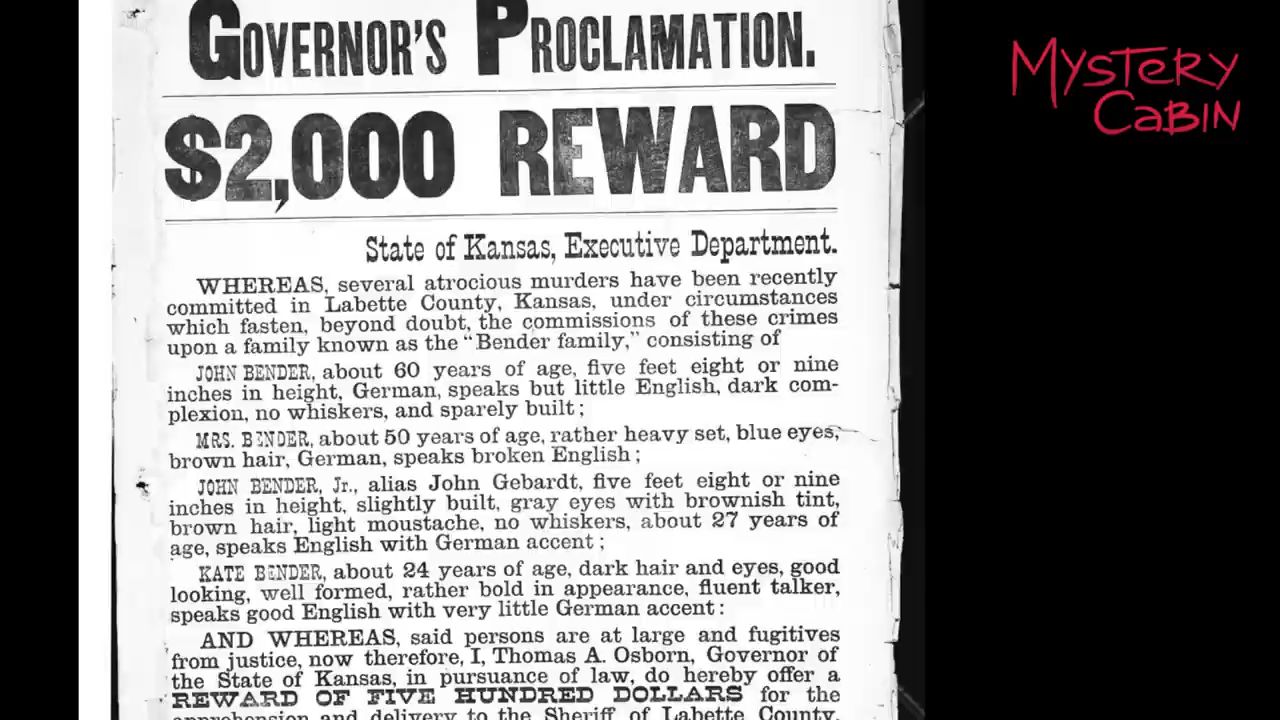 GOVERNOR'S PROCLAMATION.
$2,000 REWARD
State of Kansas, Executive Department.
WHEREAS, several atrocious murders have been recently
committed in Labette County, Kansas, under circumstances
which fasten, beyond doubt, the commissions of these crimes
upon a family known as the "Bender family," consisting of
JOHN BENDER, about 60 years of age, five feet eight or nine
inches in height, German, speaks but little English, dark com-
plexion, no whiskers, and sparely built;
MRS. BENDER, about 50 years of age, rather heavy set, blue eyes,
brown hair, German, speaks broken English;
JOHN BENDER, Jr., alias John Gebardt, five feet eight or nine
inches in height, slightly built, gray eyes with brownish tint,
brown hair, light moustache, no whiskers, about 27 years of
age, speaks English with German accent;
KATE BENDER, about 24 years of age, dark hair and eyes, good
looking, well formed, rather bold in appearance, fluent talker,
speaks good English with very little German accent:
AND WHEREAS, said persons are at large and fugitives
from justice, now therefore, I, Thomas A. Osborn, Governor of
the State of Kansas, in pursuance of law, do hereby offer a
REWARD OF FIVE HUNDRED DOLLARS for the
apprehension and delivery to the Sheriff of Labette County,
MYSTERY
CABIN